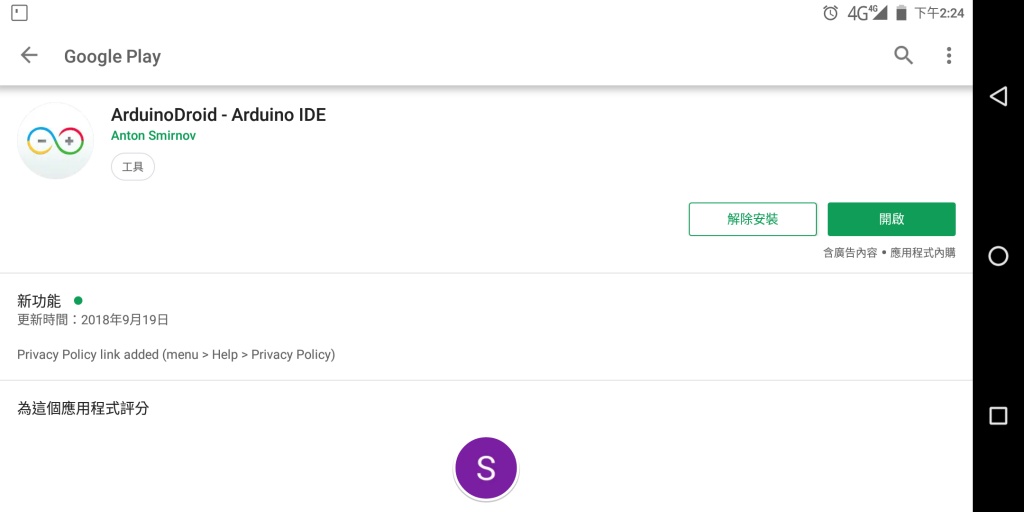 4G 4G 下午2:24
Google Play
ArduinoDroid - Arduino IDE
Anton Smirnov
工具
解除安裝 開啟
含廣告內容 • 應用程式內購
新功能
更新時間：2018年9月19日
Privacy Policy link added (menu > Help > Privacy Policy)
為這個應用程式評分
S